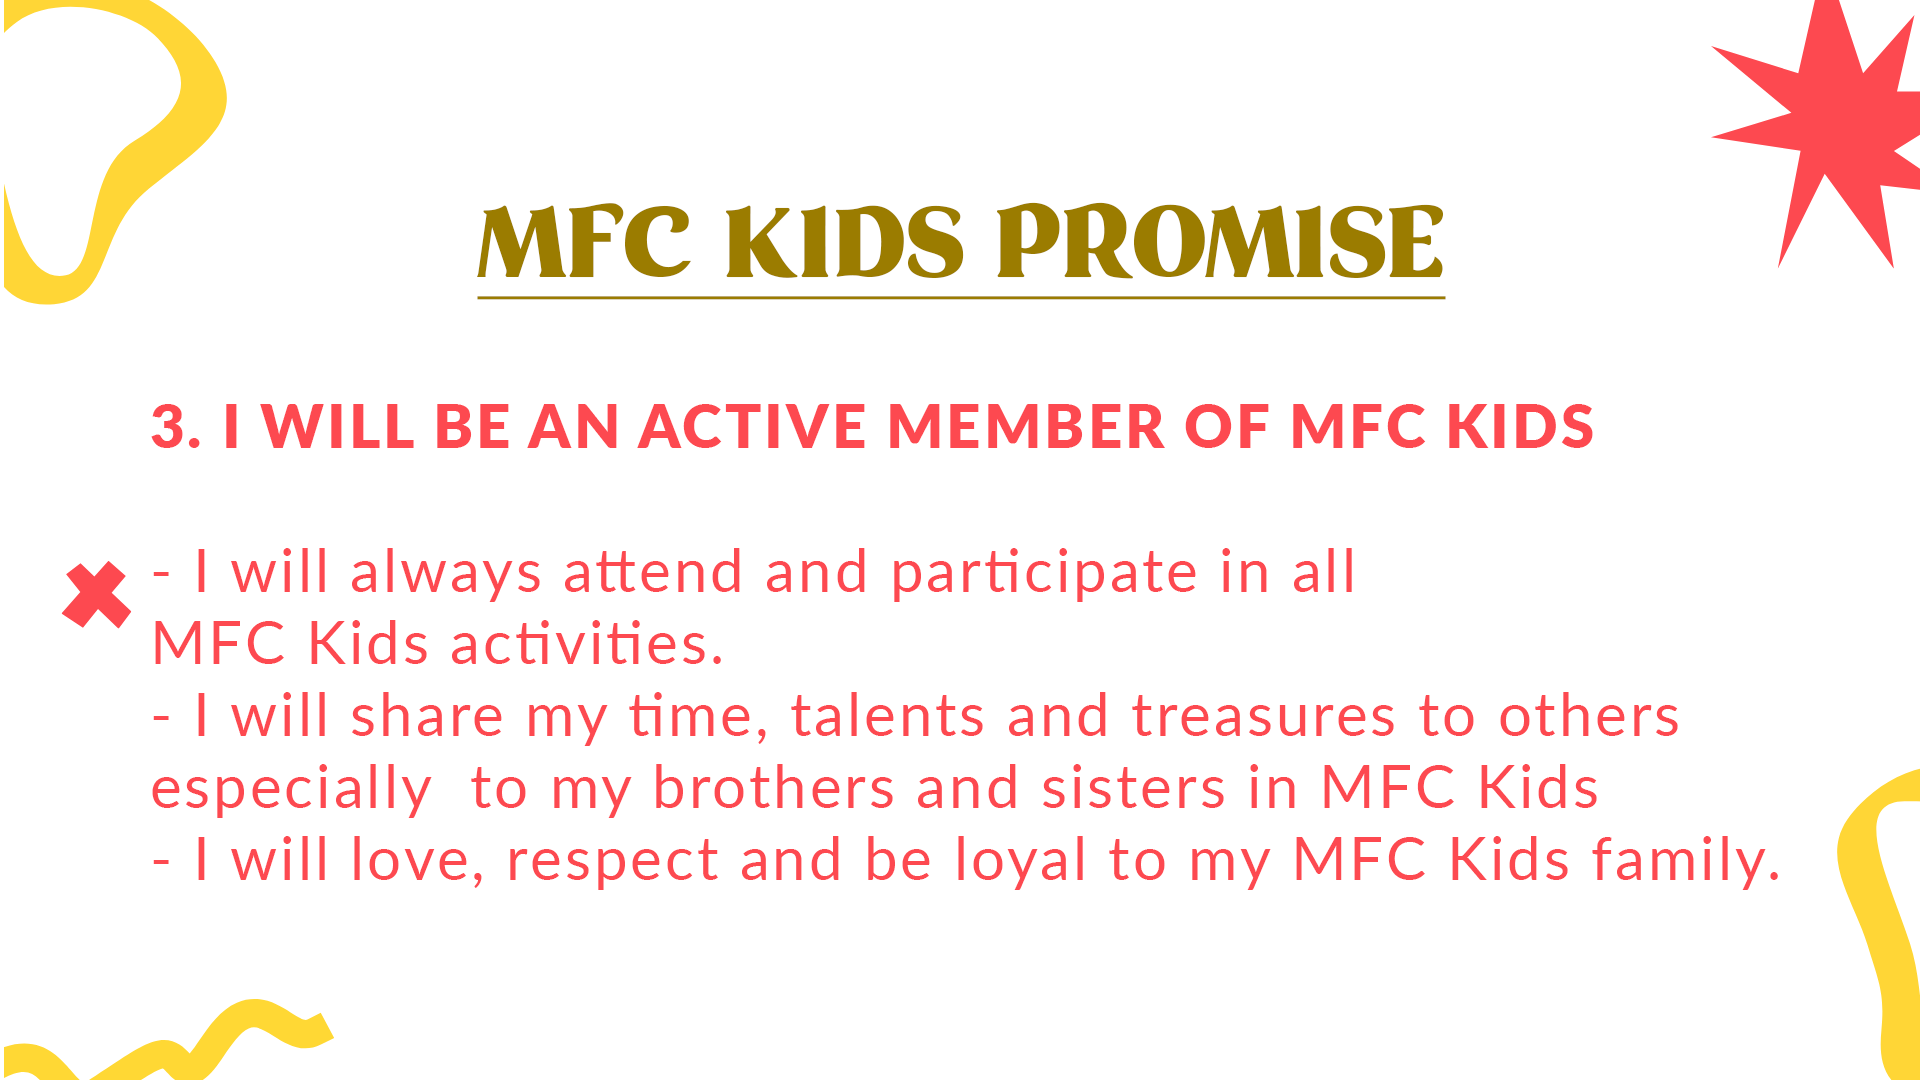 MFC KIDS PROMISE
3. I WILL BE AN ACTIVE MEMBER OF MFC KIDS
- I will always attend and participate in all
MFC Kids activities.
- I will share my time, talents and treasures to others
especially  to my brothers and sisters in MFC Kids
- I will love, respect and be loyal to my MFC Kids family.